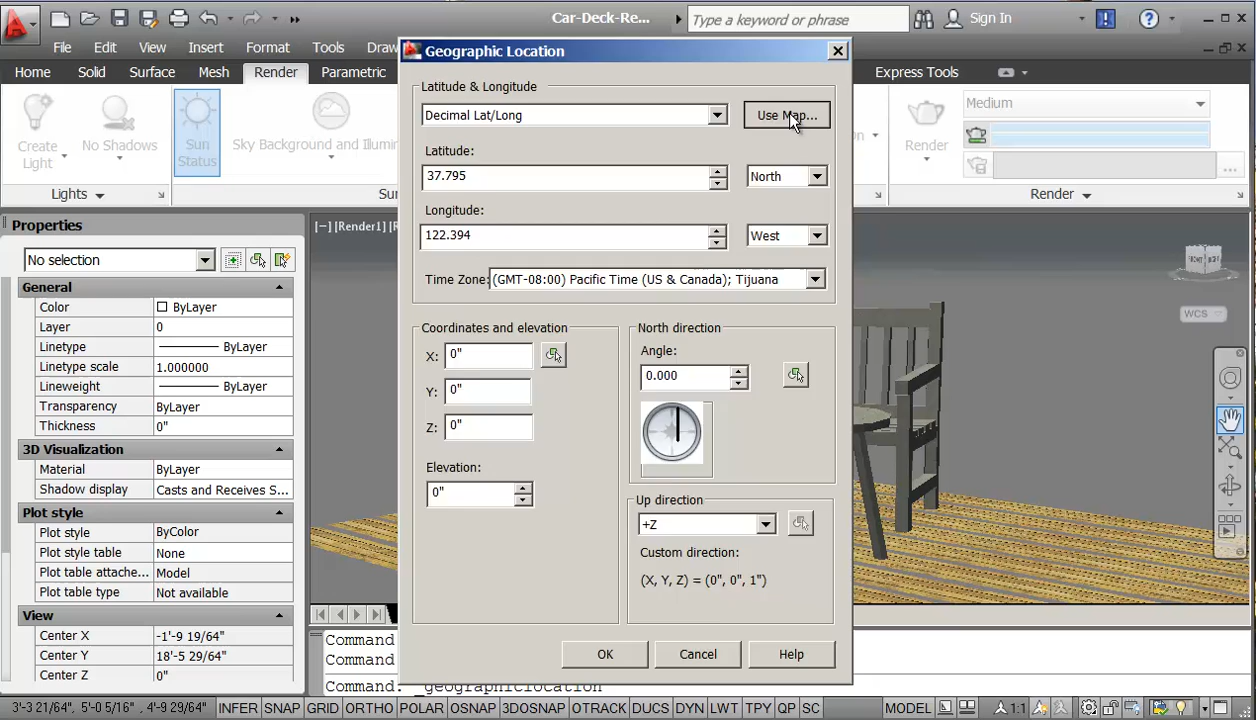 Car-Deck-Re...
Type a keyword or phrase
Sign In
File
Edit
View
Insert
Format
Tools
Draw
Home
Solid
Surface
Mesh
Render
Parametric
Express Tools
Create
Light
No Shadows
Sun
Status
Sky Background and Illumi
Lights
Medium
Render
Render
Properties
No selection
General
Color ByLayer
Layer 0
Linetype ByLayer
Linetype scale 1.000000
Lineweight ByLayer
Transparency ByLayer
Thickness 0"
3D Visualization
Material ByLayer
Shadow display Casts and Receives S...
Plot style
Plot style ByColor
Plot style table None
Plot table attache... Model
Plot table type Not available
View
Center X -1'-9 19/64"
Center Y 18'-5 29/64"
Center Z 0"
[−] [Render1]
Geographic Location
Latitude & Longitude
Decimal Lat/Long
Use Map...
Latitude:
37.795
North
Longitude:
122.394
West
Time Zone: (GMT-08:00) Pacific Time (US & Canada); Tijuana
Coordinates and elevation
X: 0"
Y: 0"
Z: 0"
Elevation:
0"
North direction
Angle:
0.000
Up direction
+Z
Custom direction:
(X, Y, Z) = (0", 0", 1")
OK
Cancel
Help
WCS
Command
Command
Command: _geographiclocation
3'-3 21/64", 5'-0 5/16" , 4'-9 29/64"
INFER SNAP GRID ORTHO POLAR OSNAP 3DOSNAP OTRACK DUCS DYN LWT TPY QP SC
MODEL
1:1